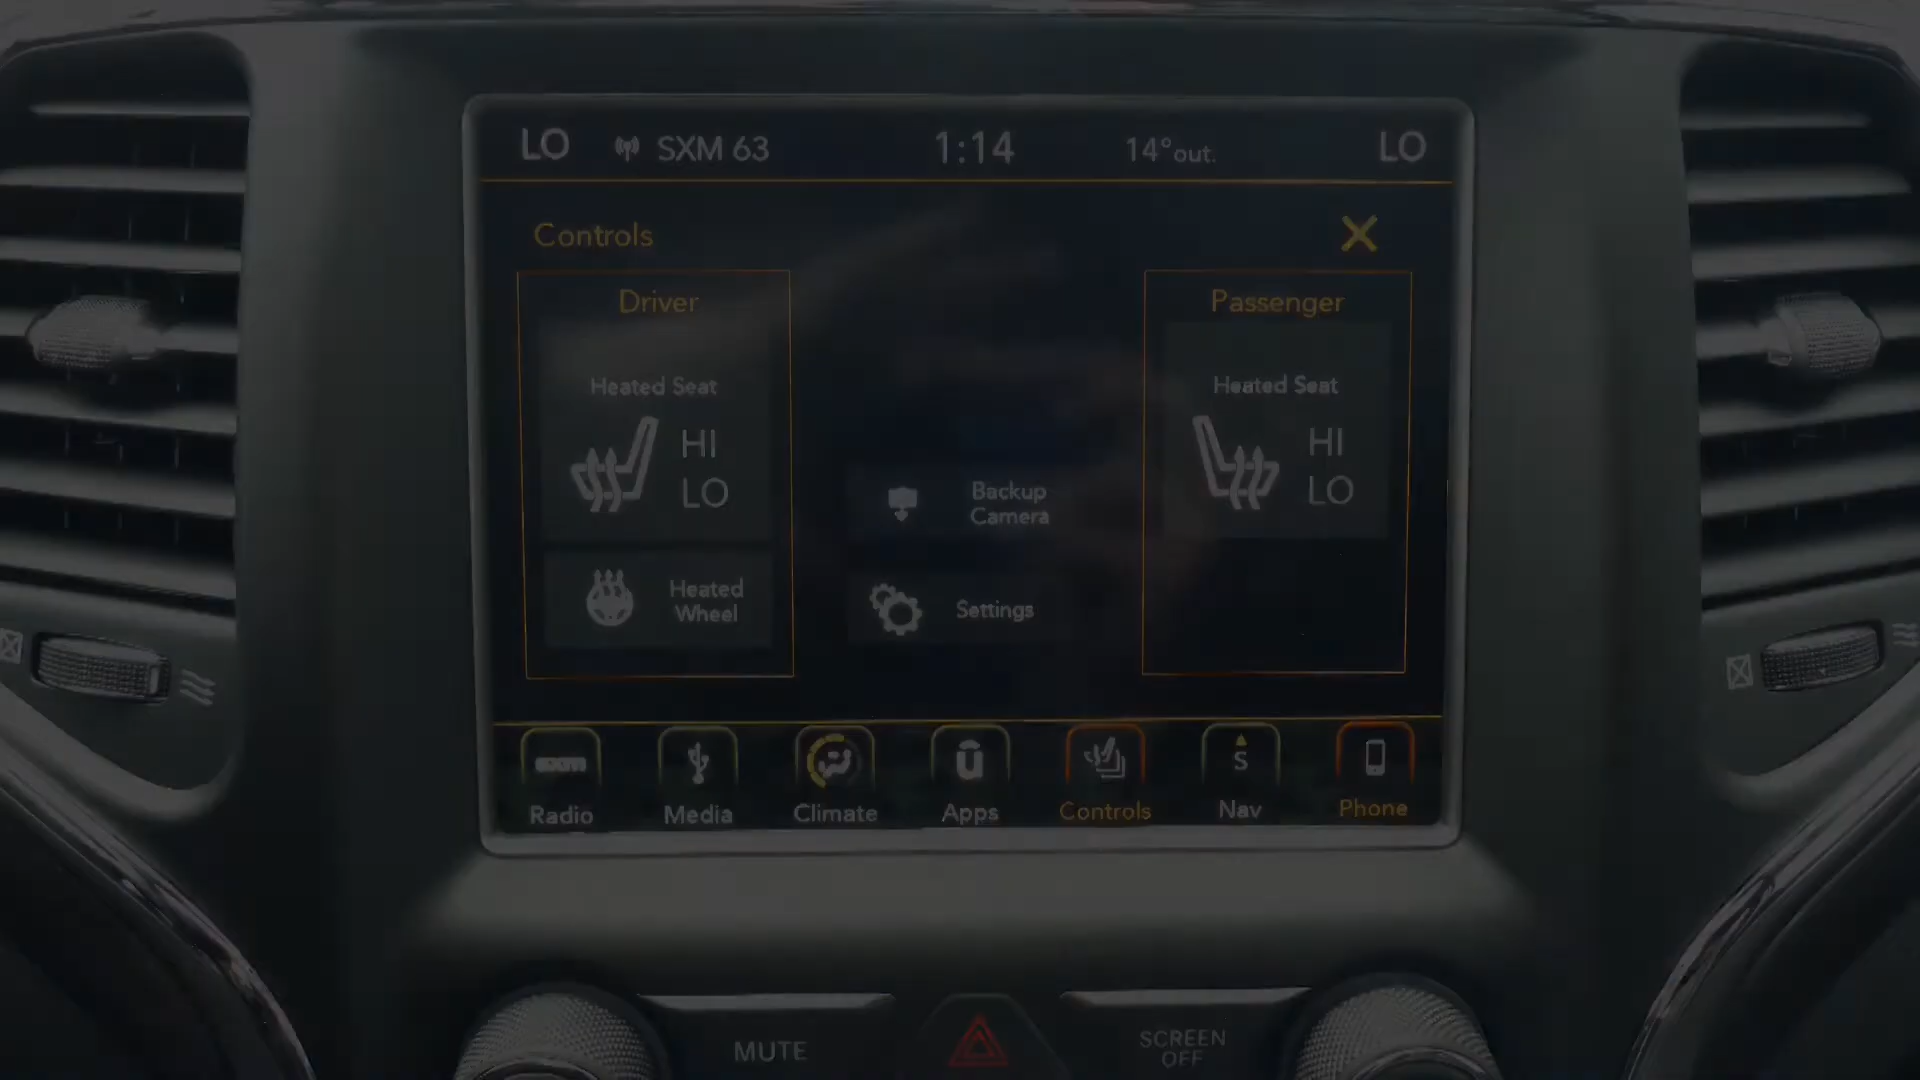 LO SXM 63 1:14 14°out. LO
Controls
Driver
Passenger
Heated Seat
HI
LO
Heated Seat
HI
LO
Backup
Camera
Heated
Wheel
Settings
sxm
S
Radio Media Climate Apps Controls Nav Phone
MUTE
SCREEN
OFF